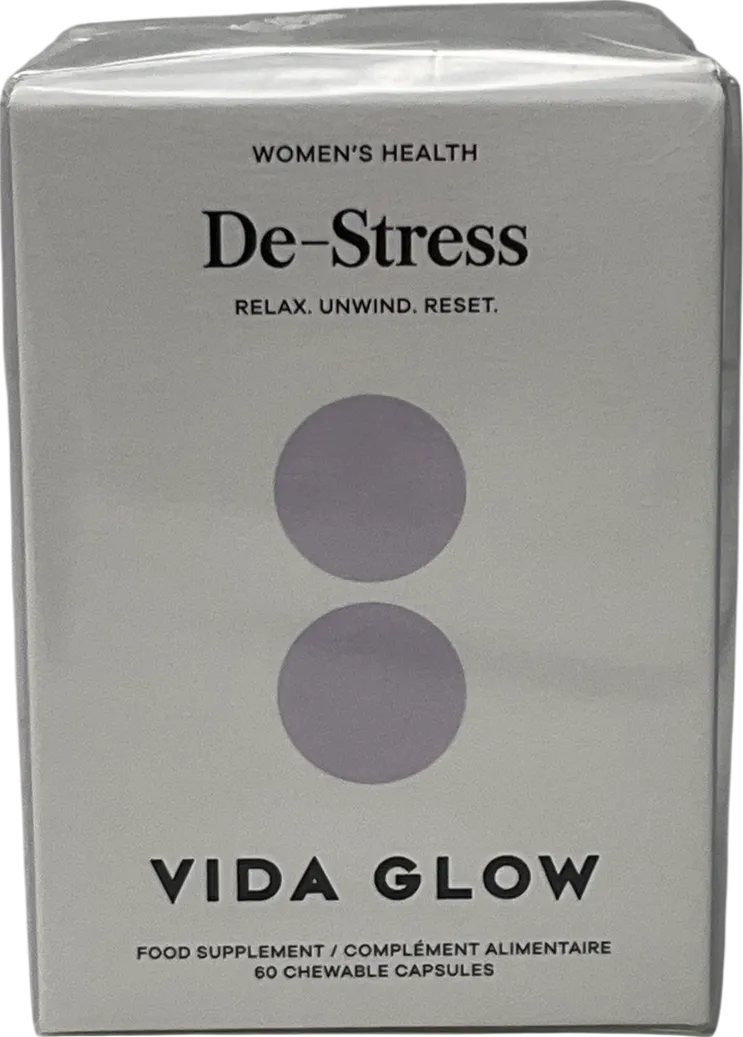 WOMEN'S HEALTH
De-Stress
RELAX. UNWIND. RESET.
VIDA GLOW
FOOD SUPPLEMENT / COMPLÉMENT ALIMENTAIRE
60 CHEWABLE CAPSULES